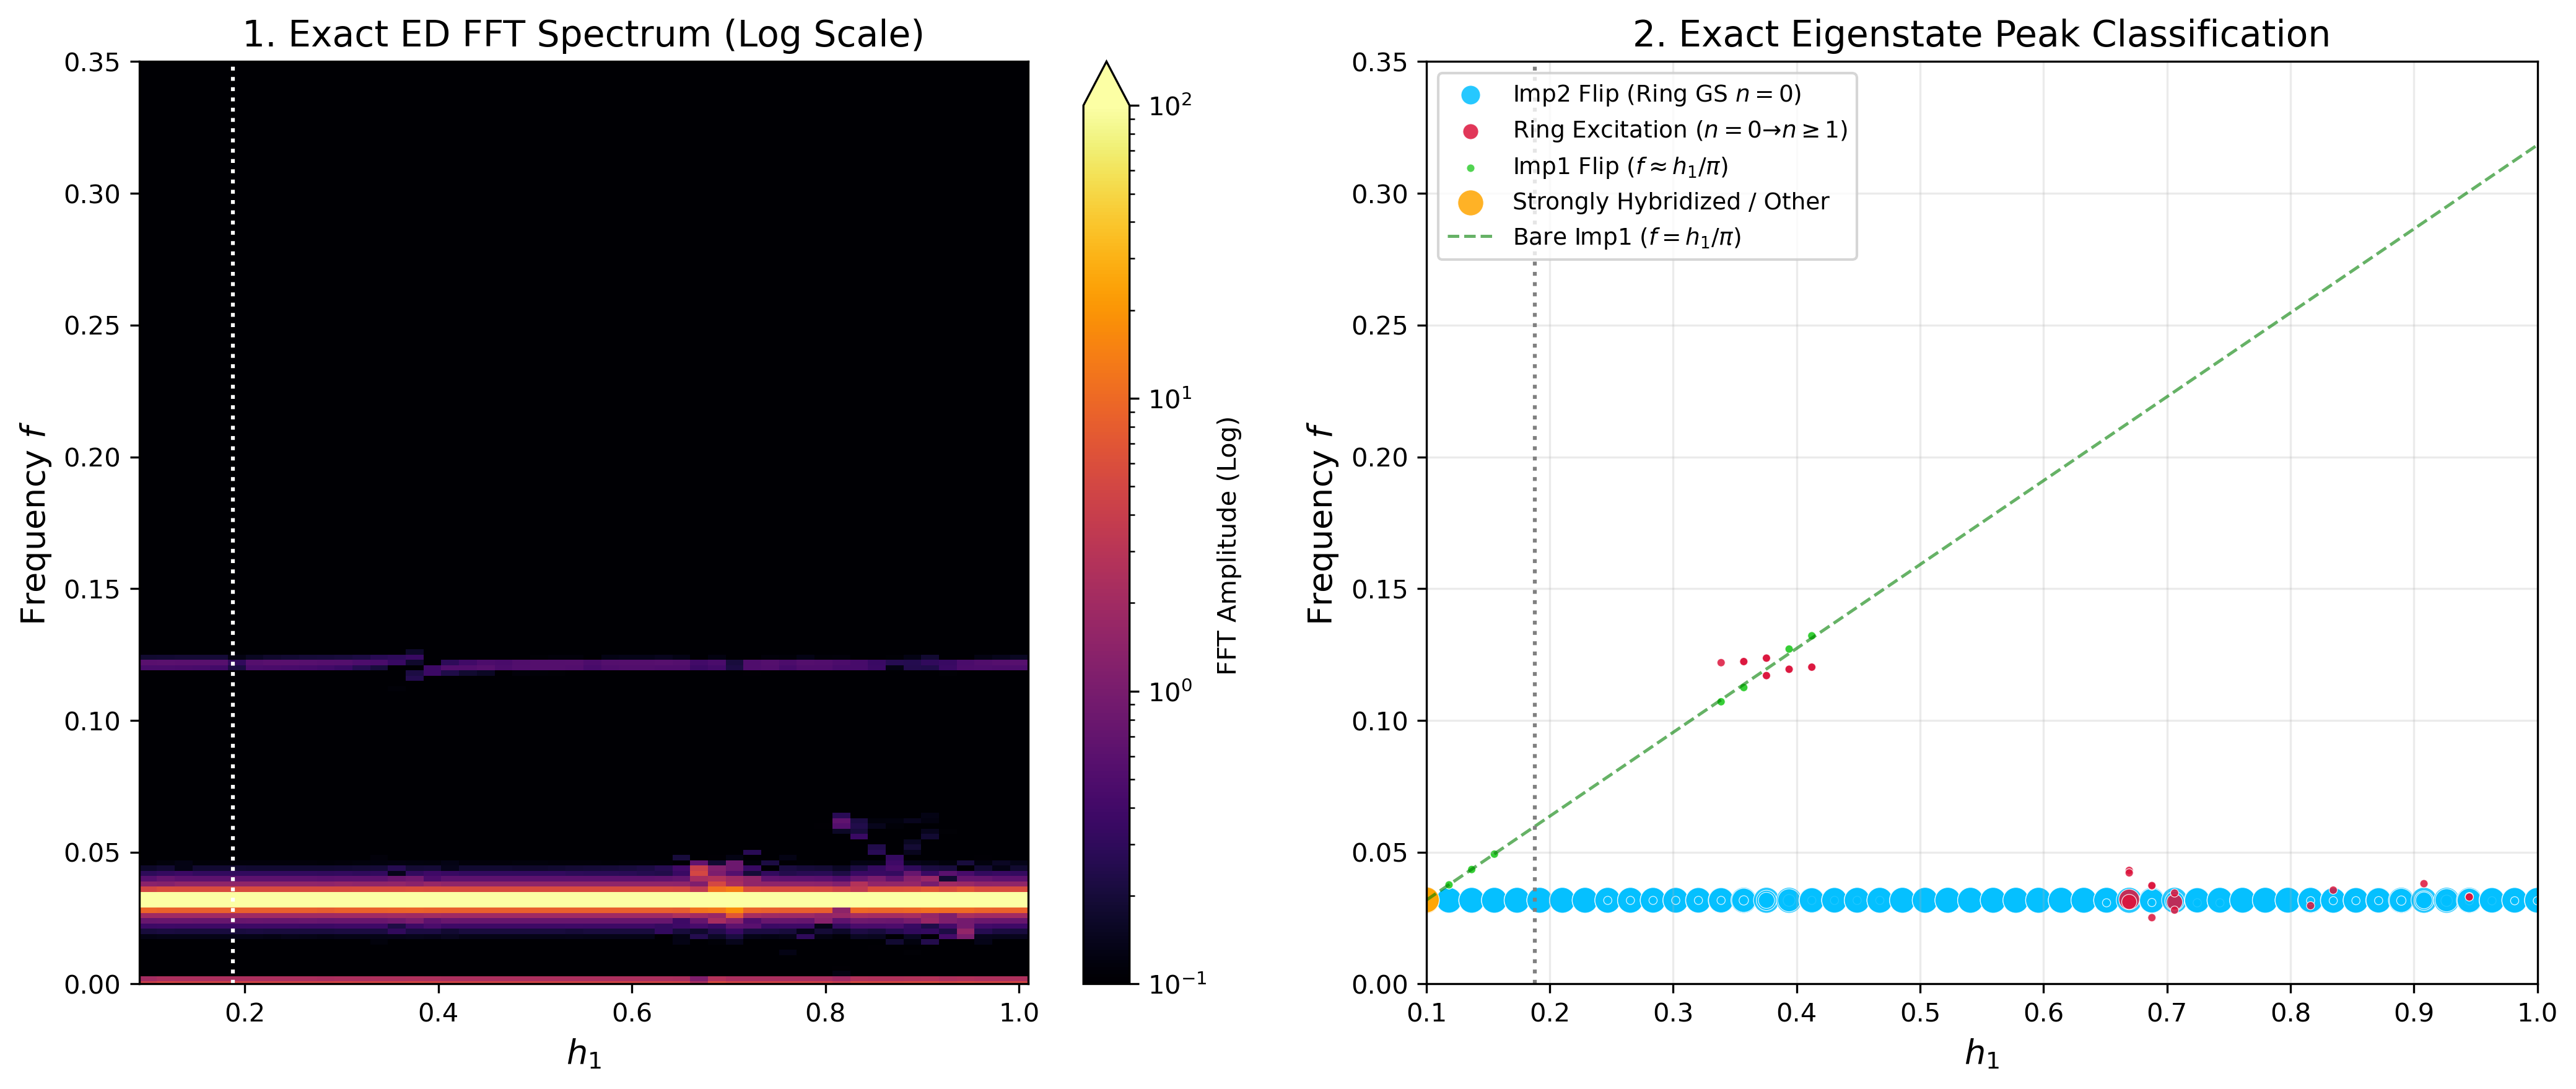 1. Exact ED FFT Spectrum (Log Scale)
Frequency f
0.35
0.30
0.25
0.20
0.15
0.10
0.05
0.00
0.2
0.4
0.6
0.8
1.0
h₁
10²
10¹
10⁰
10⁻¹
FFT Amplitude (Log)
2. Exact Eigenstate Peak Classification
Imp2 Flip (Ring GS n = 0)
Ring Excitation (n = 0→n ≥ 1)
Imp1 Flip (f ≈ h₁/π)
Strongly Hybridized / Other
Bare Imp1 (f = h₁/π)
Frequency f
0.35
0.30
0.25
0.20
0.15
0.10
0.05
0.00
0.1
0.2
0.3
0.4
0.5
0.6
0.7
0.8
0.9
1.0
h₁